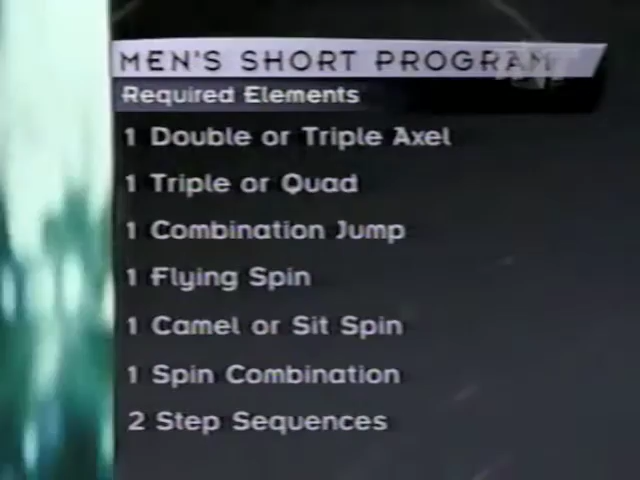 MEN'S SHORT PROGRAM
Required Elements
1 Double or Triple Axel
1 Triple or Quad
1 Combination Jump
1 Flying Spin
1 Camel or Sit Spin
1 Spin Combination
2 Step Sequences